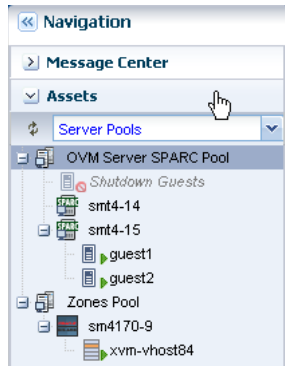 Navigation
Message Center
Assets
Server Pools
OVM Server SPARC Pool
Shutdown Guests
smt4-14
smt4-15
guest1
guest2
Zones Pool
sm4170-9
xvm-vhost84